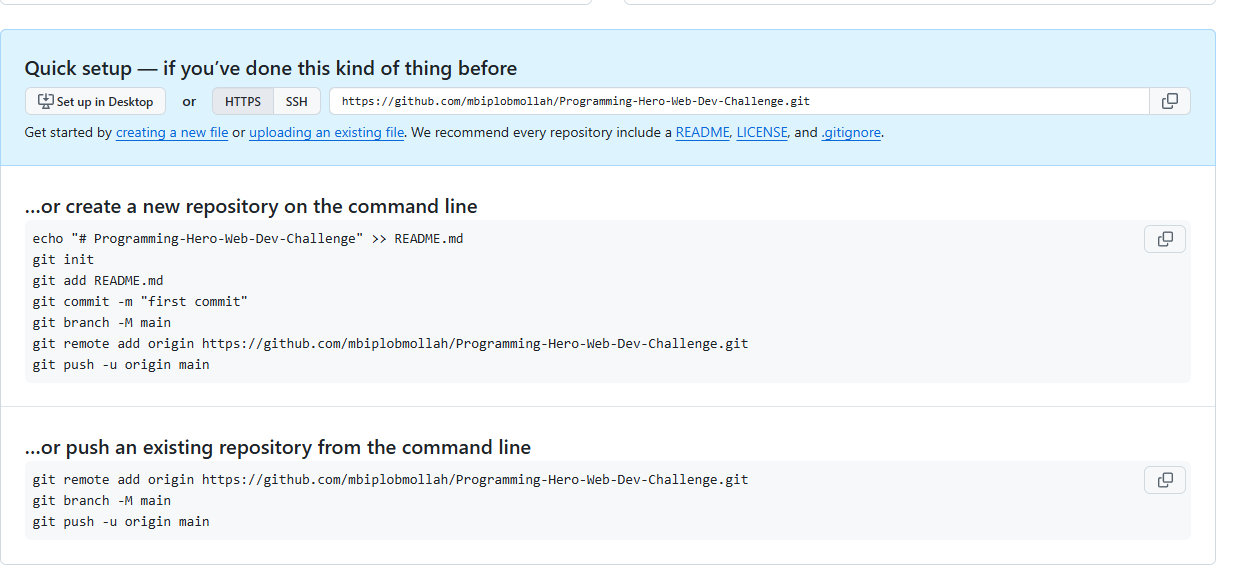 Quick setup — if you've done this kind of thing before
Set up in Desktop or HTTPS SSH https://github.com/mbiplobmollah/Programming-Hero-Web-Dev-Challenge.git
Get started by creating a new file or uploading an existing file. We recommend every repository include a README, LICENSE, and .gitignore.
…or create a new repository on the command line
echo "# Programming-Hero-Web-Dev-Challenge" >> README.md
git init
git add README.md
git commit -m "first commit"
git branch -M main
git remote add origin https://github.com/mbiplobmollah/Programming-Hero-Web-Dev-Challenge.git
git push -u origin main
…or push an existing repository from the command line
git remote add origin https://github.com/mbiplobmollah/Programming-Hero-Web-Dev-Challenge.git
git branch -M main
git push -u origin main